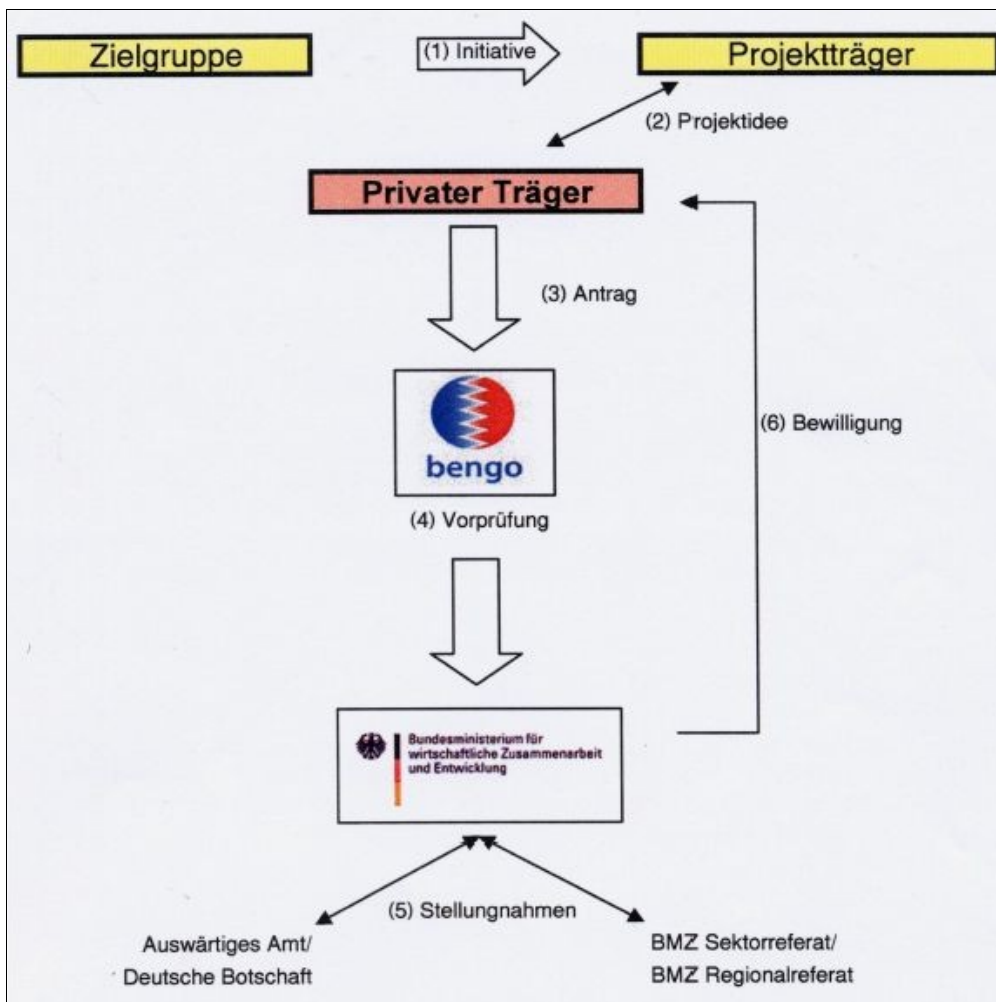 Zielgruppe
(1) Initiative
Projektträger
(2) Projektidee
Privater Träger
(3) Antrag
bengo
(4) Vorprüfung
(6) Bewilligung
Bundesministerium für
wirtschaftliche Zusammenarbeit
und Entwicklung
(5) Stellungnahmen
Auswärtiges Amt/
Deutsche Botschaft
BMZ Sektorreferat/
BMZ Regionalreferat